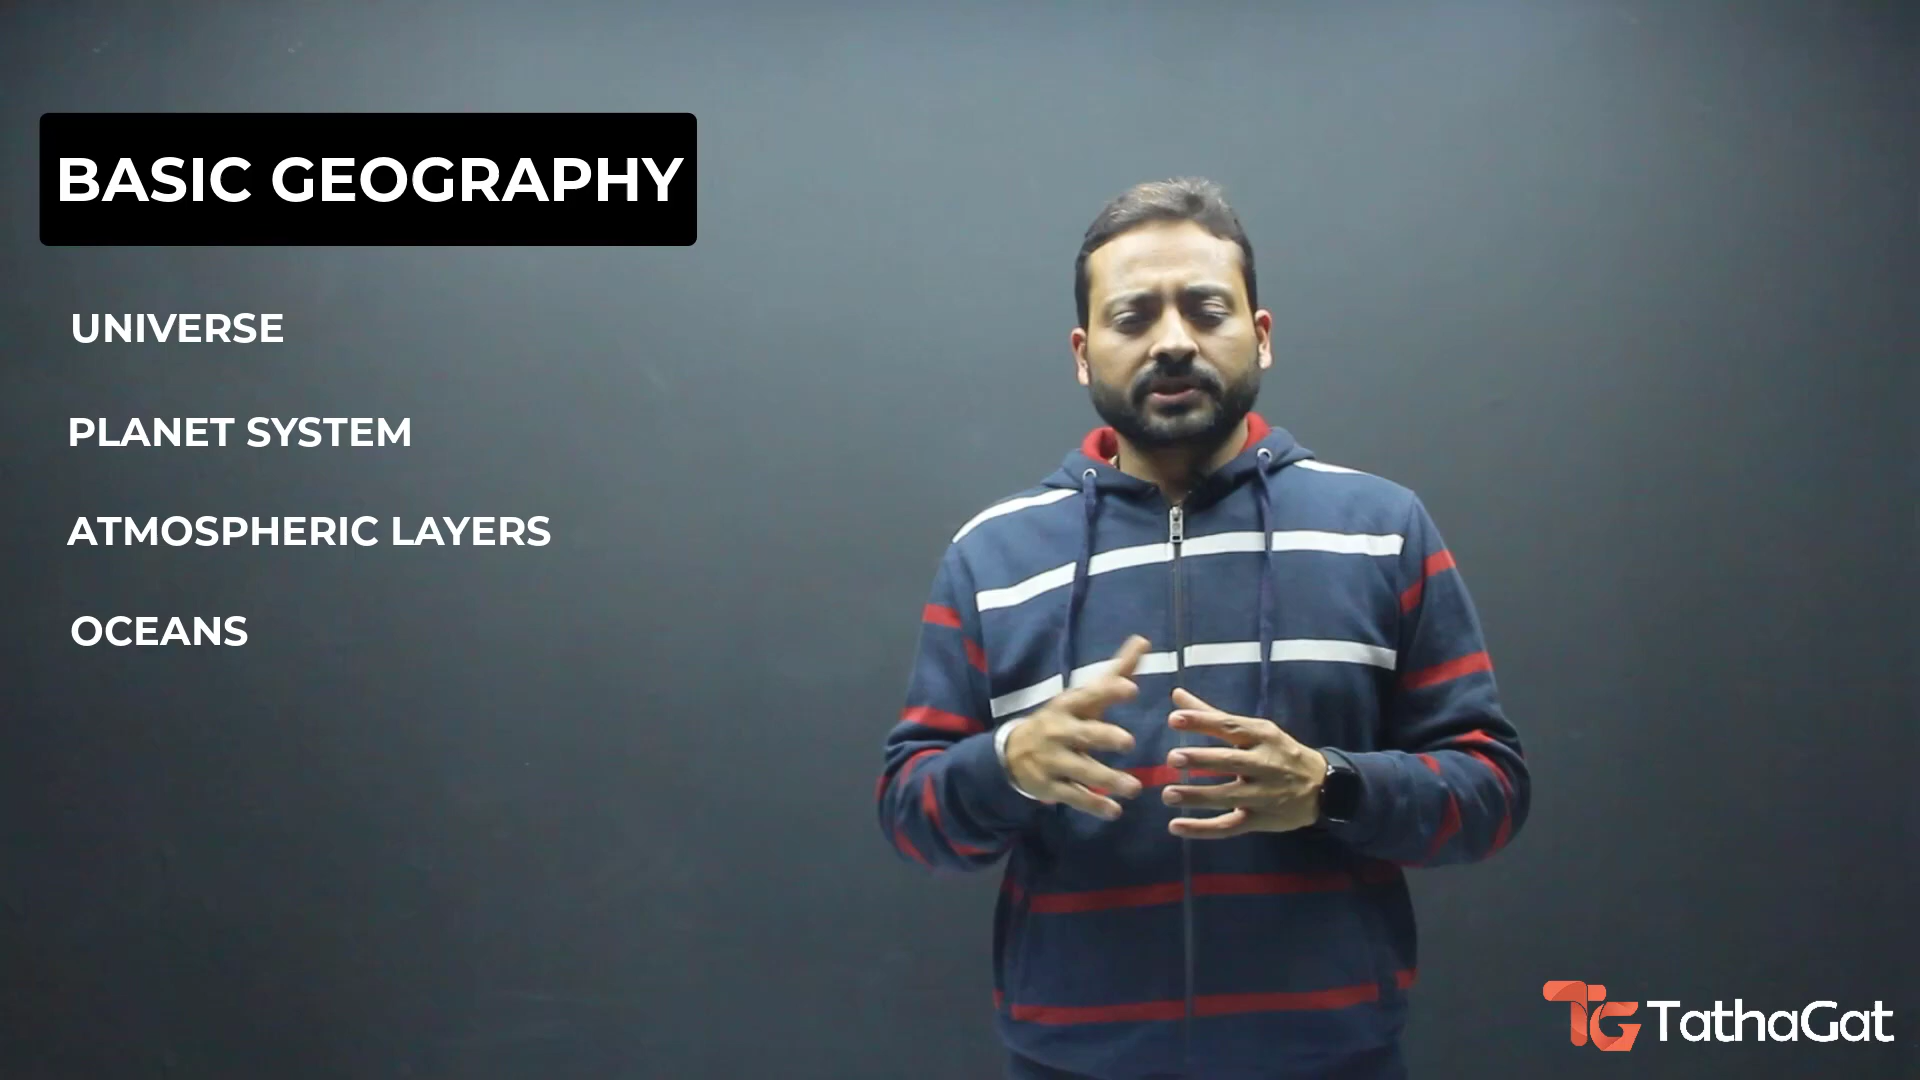 BASIC GEOGRAPHY
UNIVERSE
PLANET SYSTEM
ATMOSPHERIC LAYERS
OCEANS
TG TathaGat